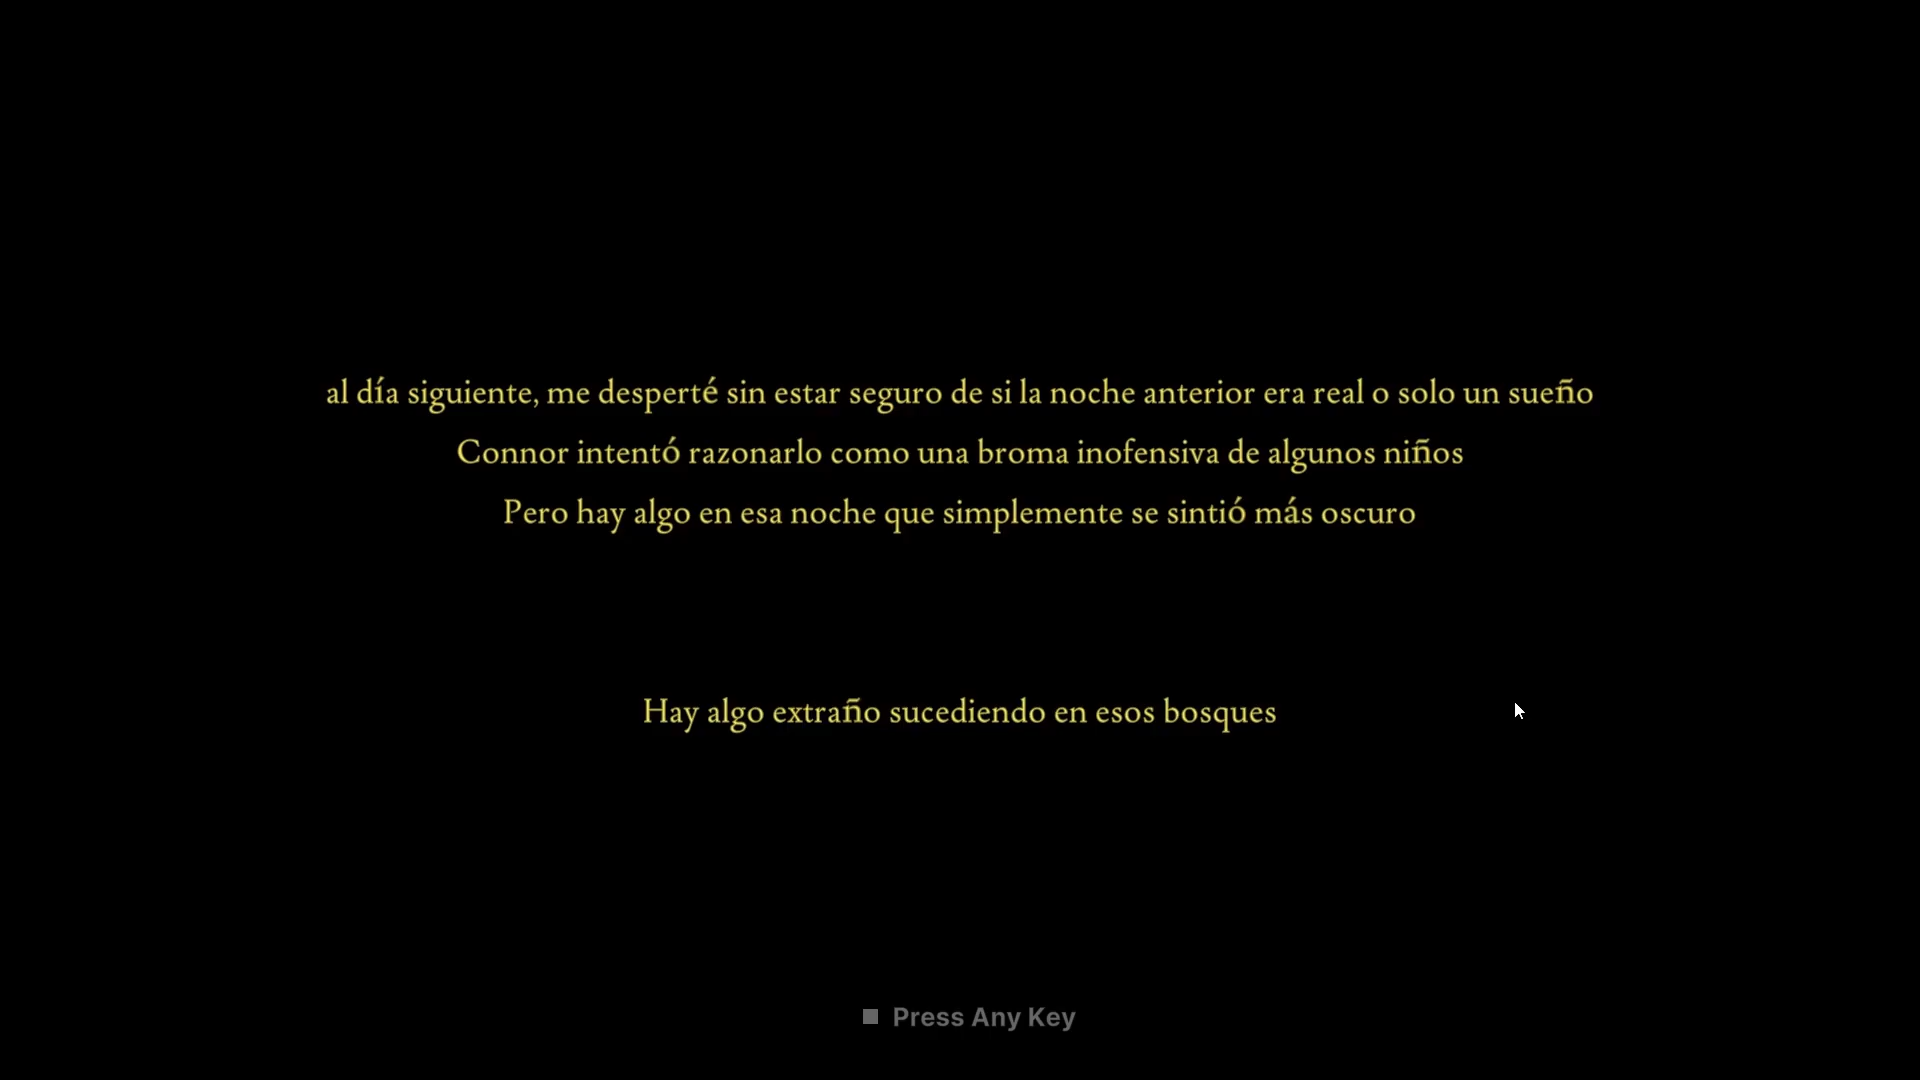 al día siguiente, me desperté sin estar seguro de si la noche anterior era real o solo un sueño
Connor intentó razonarlo como una broma inofensiva de algunos niños
Pero hay algo en esa noche que simplemente se sintió más oscuro
Hay algo extraño sucediendo en esos bosques
Press Any Key